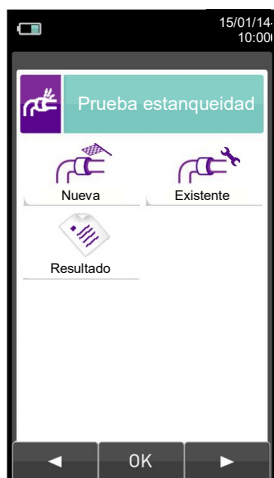 15/01/14
10:00
Prueba estanqueidad
Nueva
Existente
Resultado
OK